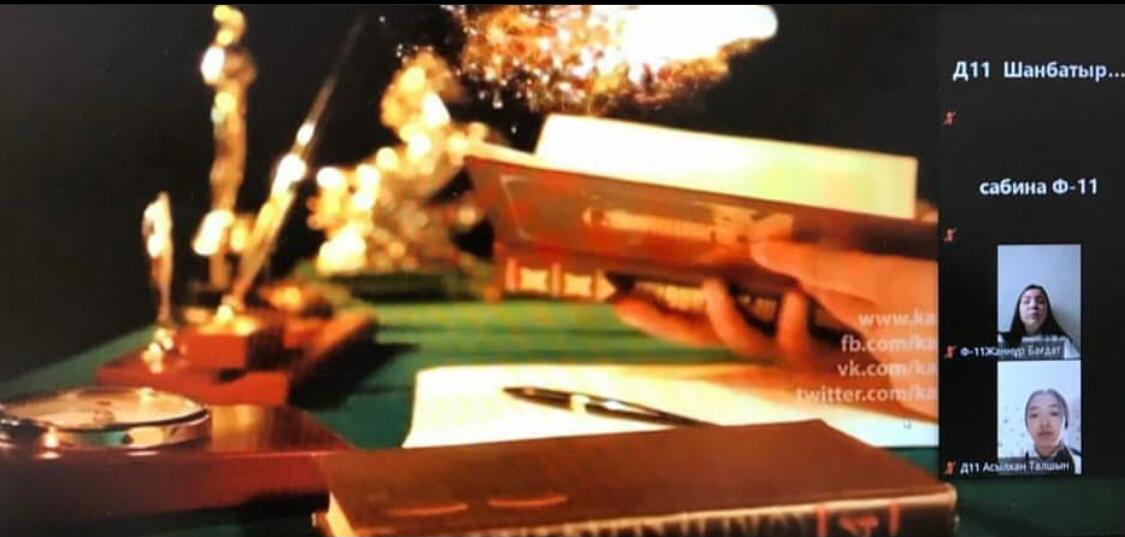 Д11 Шанбатыр...
сабина Ф-11
www.ka
fb.com/ka
vk.com/ka
twitter.com/ka
Ф-11Жаннур Бағдат
Д11 Асылхан Талшын